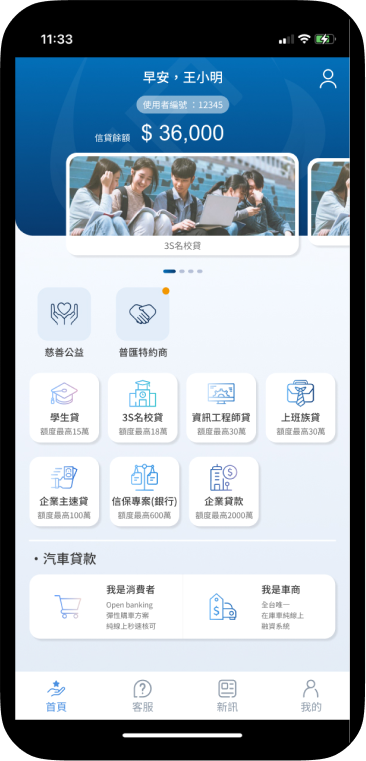 11:33
早安，王小明
使用者編號：12345
信貸餘額 $ 36,000
3S名校貸
慈善公益
普匯特約商
學生貸
額度最高15萬
3S名校貸
額度最高18萬
資訊工程師貸
額度最高30萬
上班族貸
額度最高30萬
企業主速貸
額度最高100萬
信保專案(銀行)
額度最高600萬
企業貸款
額度最高2000萬
・汽車貸款
我是消費者
Open banking
彈性購車方案
純線上秒速核可
我是車商
全台唯一
在庫車純線上
融資系統
首頁
客服
新訊
我的